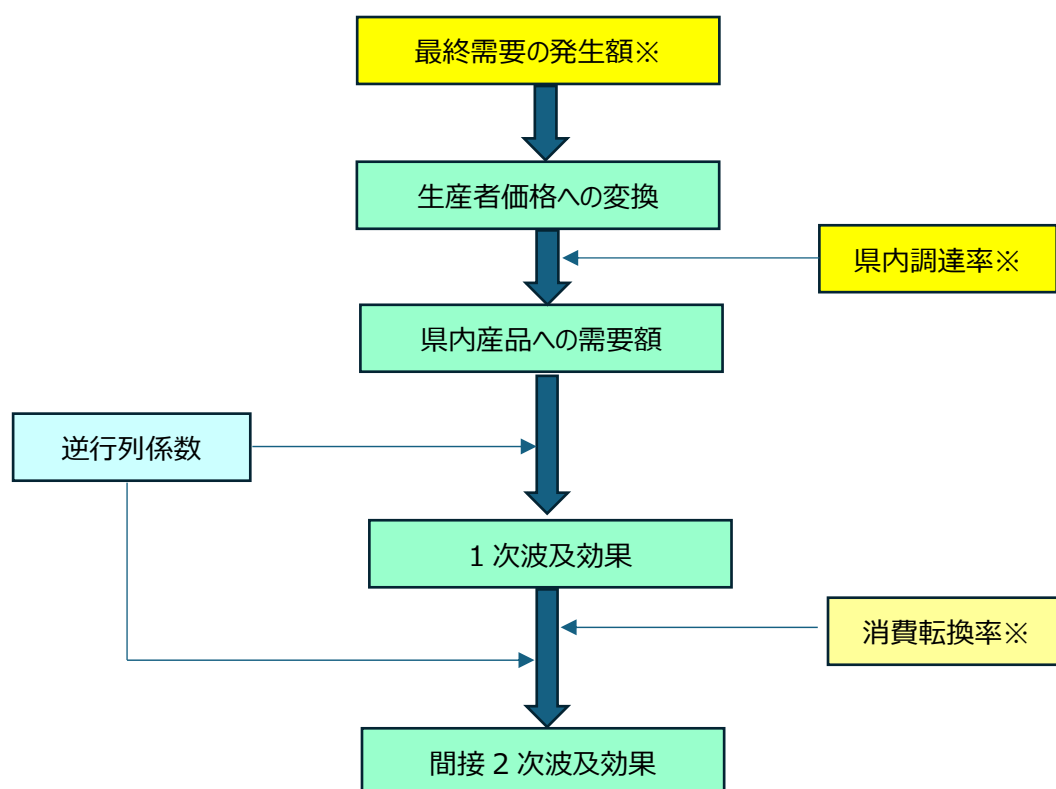 最終需要の発生額※
生産者価格への変換
県内調達率※
県内産品への需要額
逆行列係数
1次波及効果
消費転換率※
間接2次波及効果